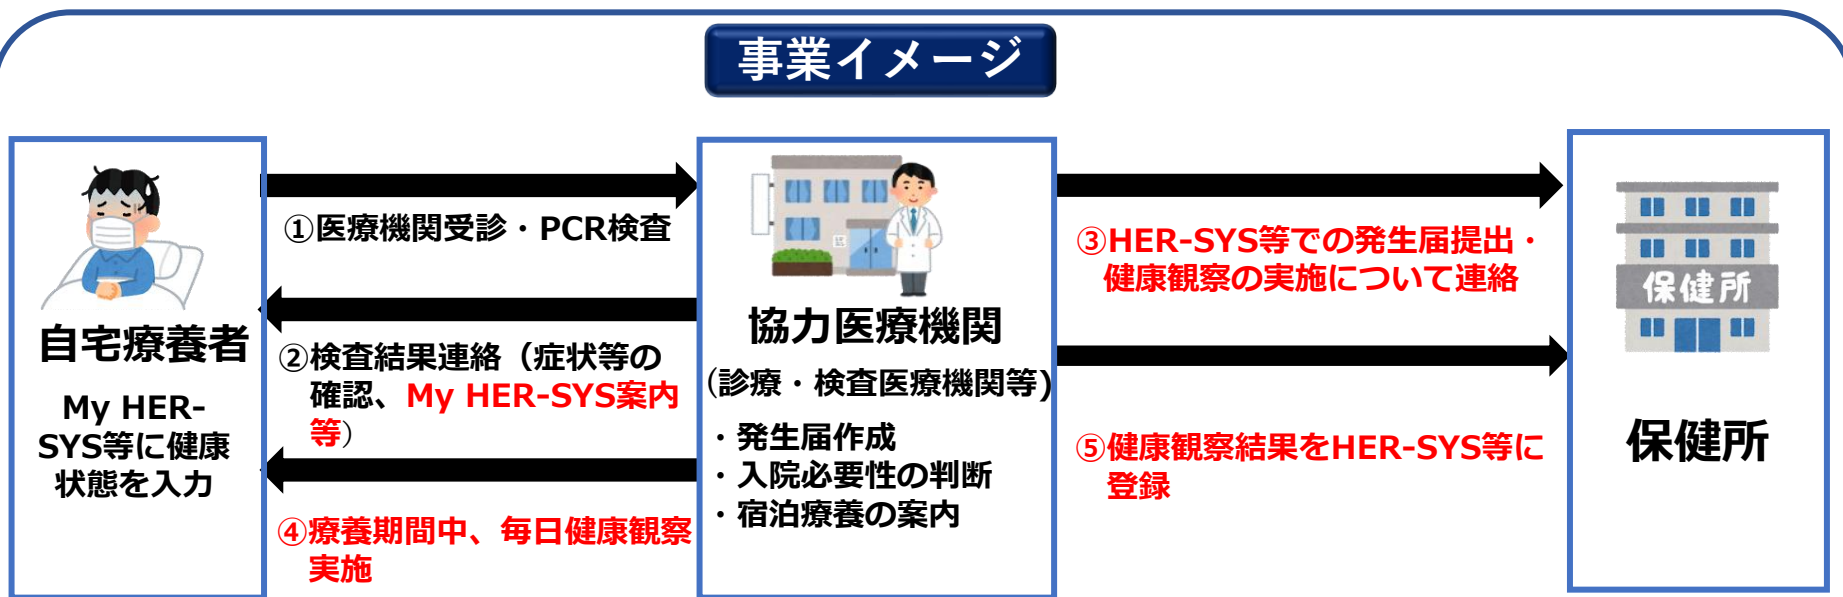 事業イメージ
自宅療養者
My HER-
SYS等に健康
状態を入力
①医療機関受診・PCR検査
②検査結果連絡（症状等の
確認、My HER-SYS案内
等）
④療養期間中、毎日健康観察
実施
協力医療機関
(診療・検査医療機関等)
・発生届作成
・入院必要性の判断
・宿泊療養の案内
③HER-SYS等での発生届提出・
健康観察の実施について連絡
⑤健康観察結果をHER-SYS等に
登録
保健所
保健所